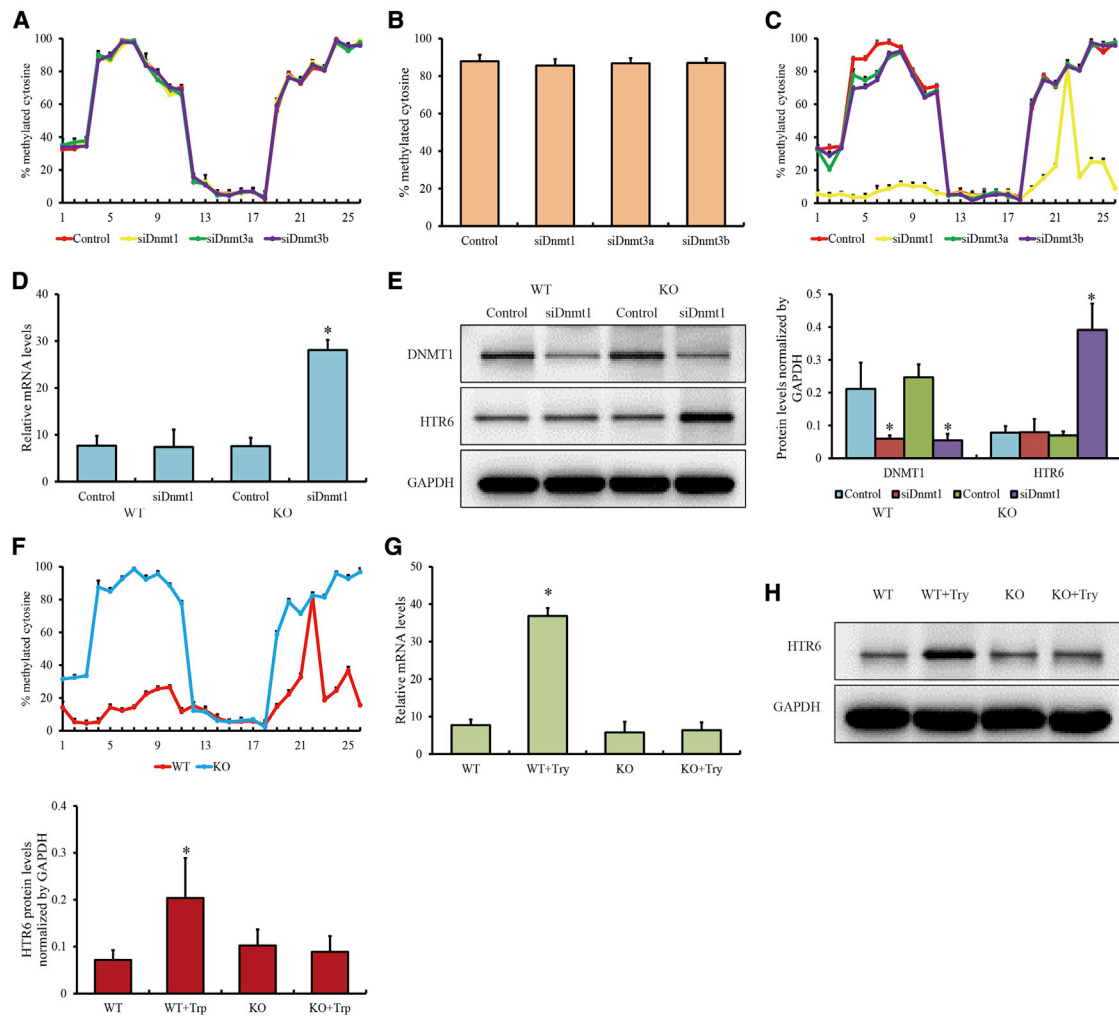 A
% methylated cytosine
100
80
60
40
20
0
1 5 9 13 17 21 25
Control siDnmt1 siDnmt3a siDnmt3b
B
% methylated cytosine
100
80
60
40
20
0
Control siDnmt1 siDnmt3a siDnmt3b
C
% methylated cytosine
100
80
60
40
20
0
1 5 9 13 17 21 25
Control siDnmt1 siDnmt3a siDnmt3b
D
Relative mRNA levels
40
30
20
10
0
*
Control siDnmt1 Control siDnmt1
WT KO
E
WT KO
Control siDnmt1 Control siDnmt1
DNMT1
HTR6
GAPDH
Protein levels normalized by
GAPDH
0.5
0.4
0.3
0.2
0.1
0
* * *
DNMT1 HTR6
Control siDnmt1 Control siDnmt1
WT KO
F
% methylated cytosine
100
80
60
40
20
0
1 5 9 13 17 21 25
WT KO
G
Relative mRNA levels
50
40
30
20
10
0
*
WT WT+Try KO KO+Try
H
WT WT+Try KO KO+Try
HTR6
GAPDH
HTR6 protein levels
normalized by GAPDH
0.4
0.3
0.2
0.1
0
*
WT WT+Trp KO KO+Trp